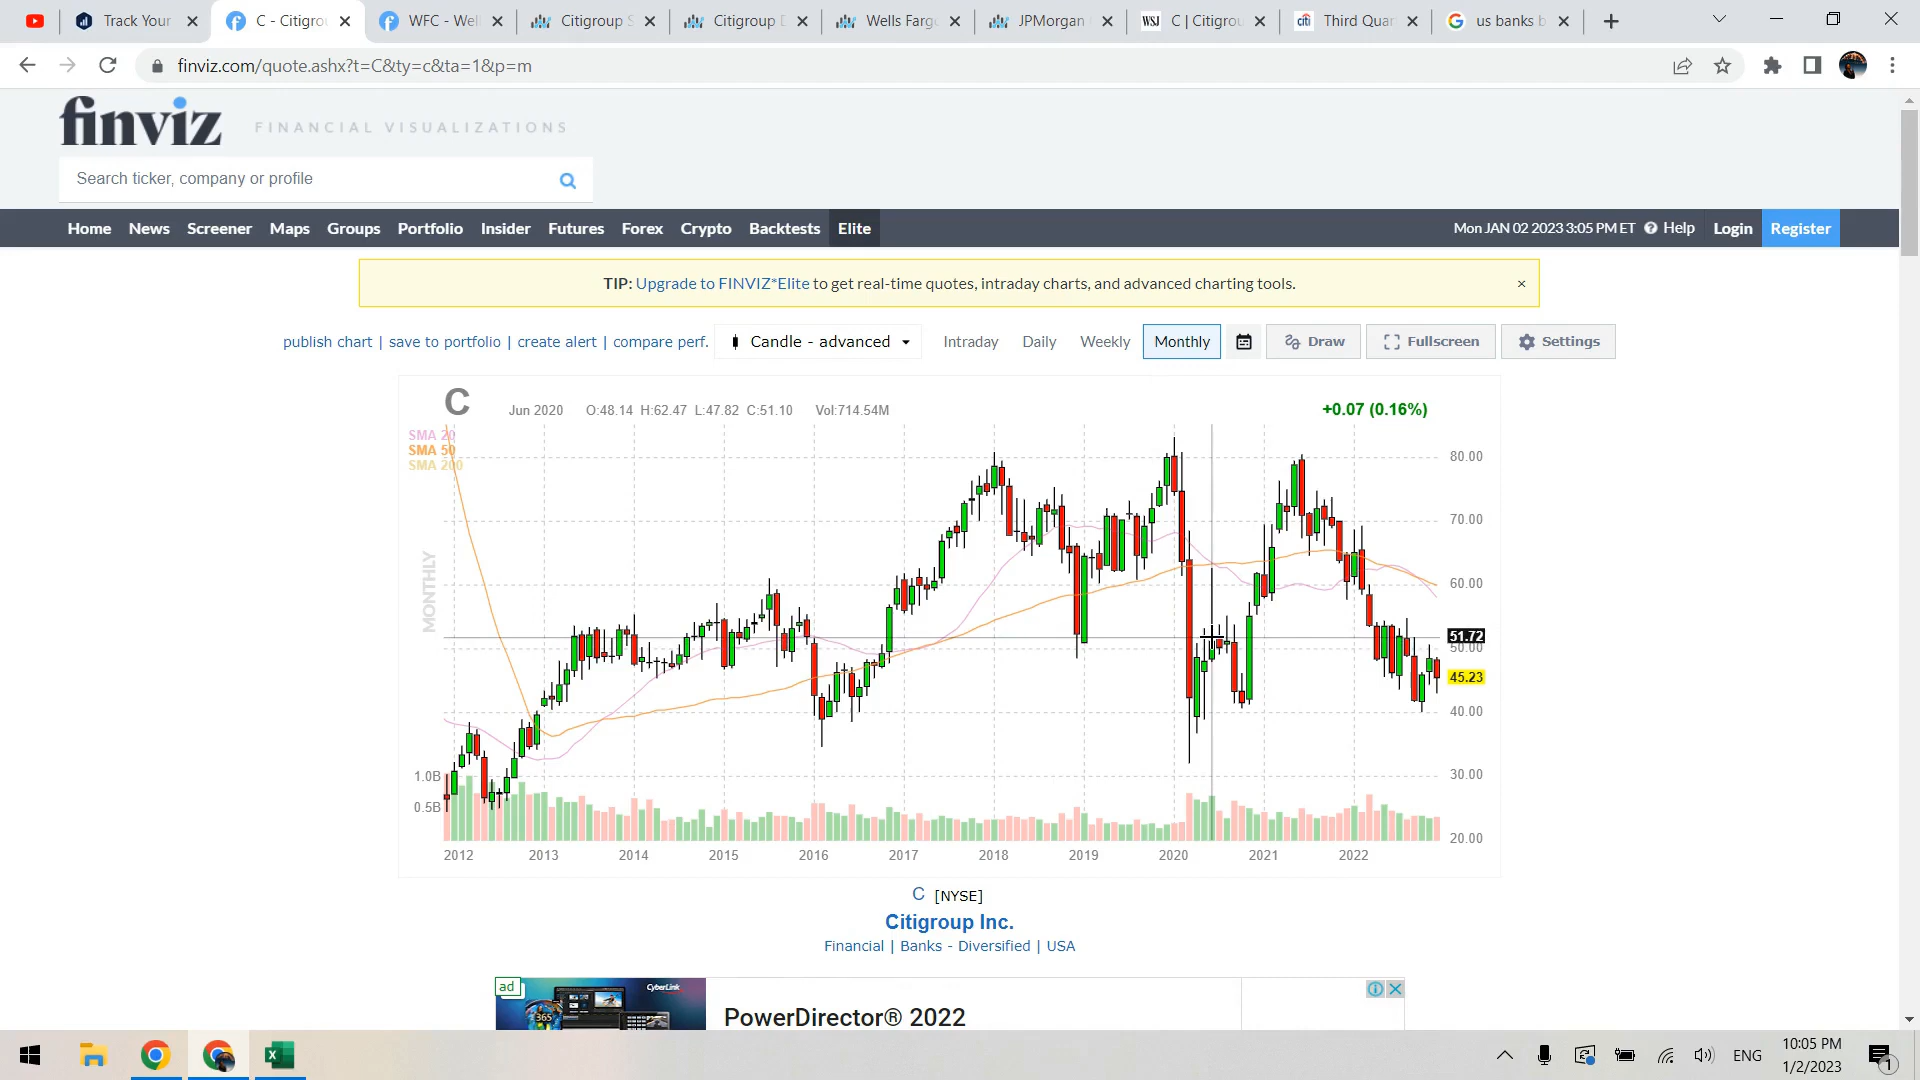 Track Your
C - Citigrou
WFC - Wel
Citigroup S
Citigroup D
Wells Farg
JPMorgan
WSJ
C | Citigrou
citi
Third Quar
us banks b
finviz.com/quote.ashx?t=C&ty=c&ta=1&p=m
finviz
FINANCIAL VISUALIZATIONS
Search ticker, company or profile
Home News Screener Maps Groups Portfolio Insider Futures Forex Crypto Backtests Elite
Mon JAN 02 2023 3:05 PM ET Help Login Register
TIP: Upgrade to FINVIZ*Elite to get real-time quotes, intraday charts, and advanced charting tools.
publish chart | save to portfolio | create alert | compare perf.
Candle - advanced
Intraday Daily Weekly Monthly
Draw
Fullscreen
Settings
C
Jun 2020 O:48.14 H:62.47 L:47.82 C:51.10 Vol:714.54M
+0.07 (0.16%)
SMA 20
SMA 50
SMA 200
MONTHLY
80.00
70.00
60.00
51.72
50.00
45.23
40.00
30.00
20.00
1.0B
0.5B
2012 2013 2014 2015 2016 2017 2018 2019 2020 2021 2022
C [NYSE]
Citigroup Inc.
Financial | Banks - Diversified | USA
ad
CyberLink
365
PowerDirector® 2022
ENG
10:05 PM
1/2/2023
1